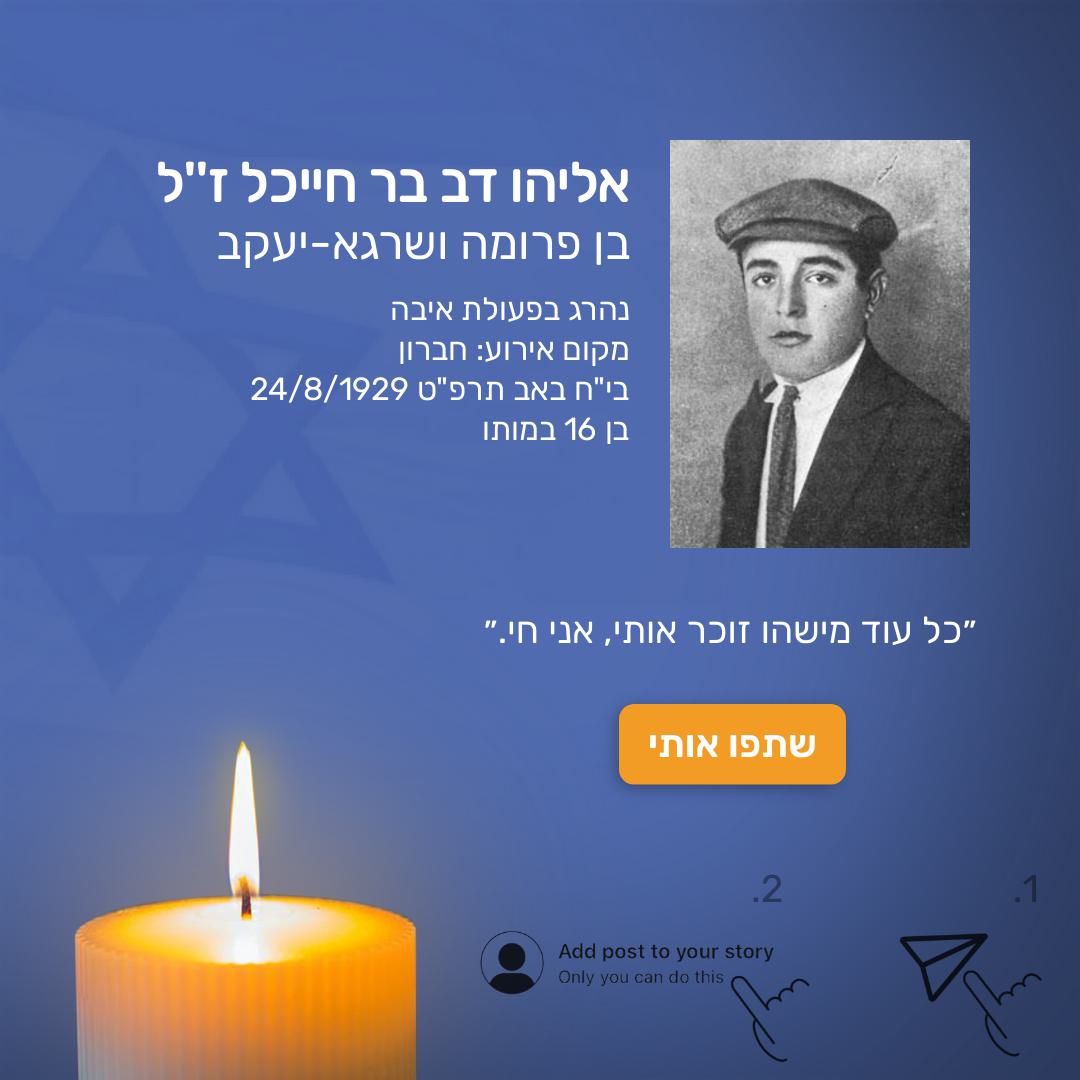 אליהו דב בר חייכל ז"ל
בן פרומה ושרגא-יעקב
נהרג בפעולת איבה
מקום אירוע: חברון
בי"ח באב תרפ"ט 24/8/1929
בן 16 במותו
״כל עוד מישהו זוכר אותי, אני חי.״
שתפו אותי
1.
2.
Add post to your story
Only you can do this